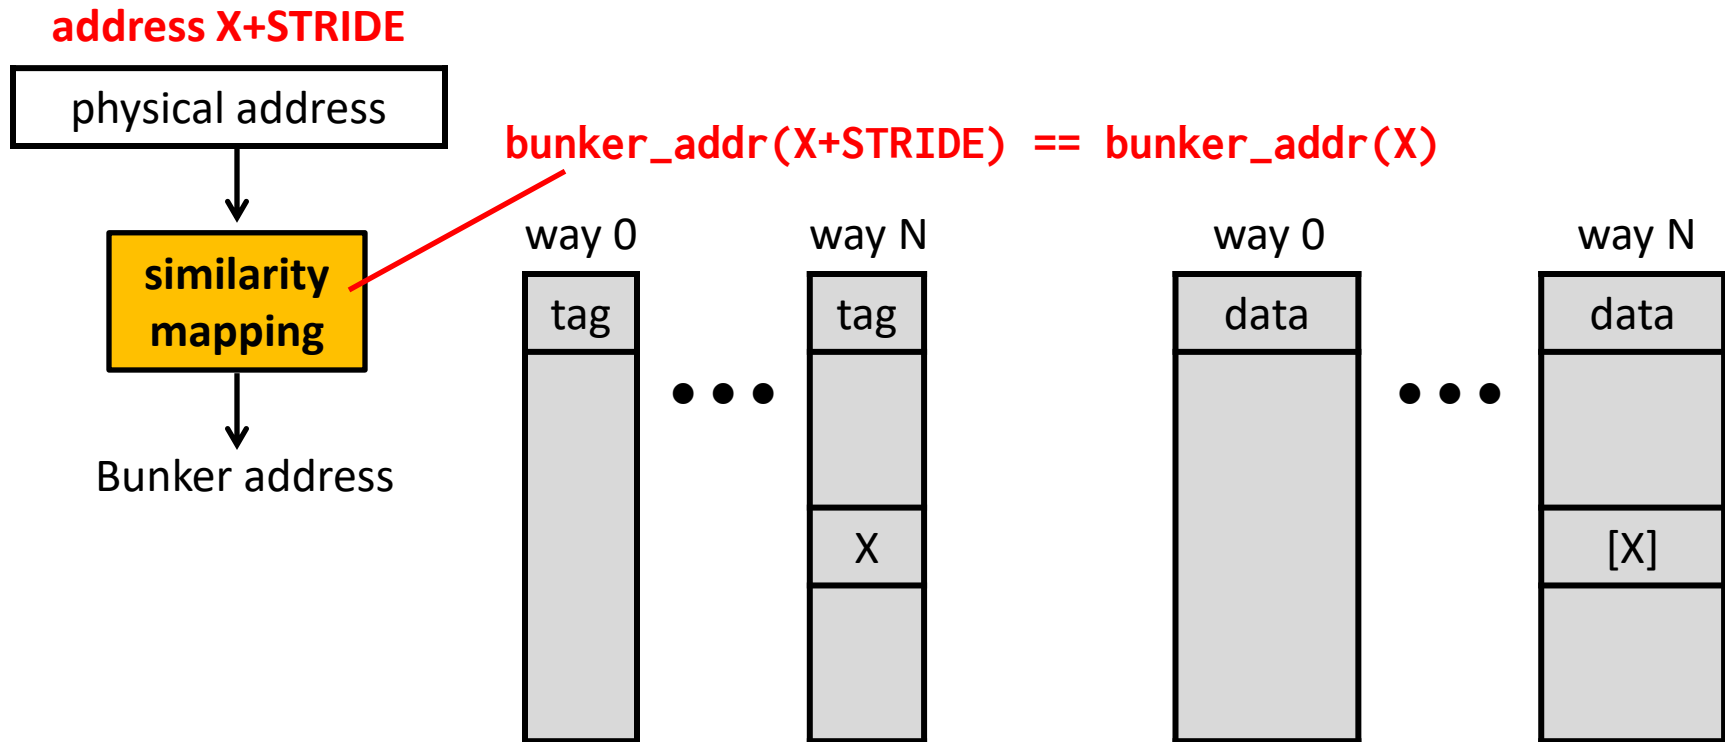 address X+STRIDE
physical address
bunker_addr(X+STRIDE) == bunker_addr(X)
similarity
mapping
Bunker address
way 0
way N
way 0
way N
tag
tag
data
data
X
[X]